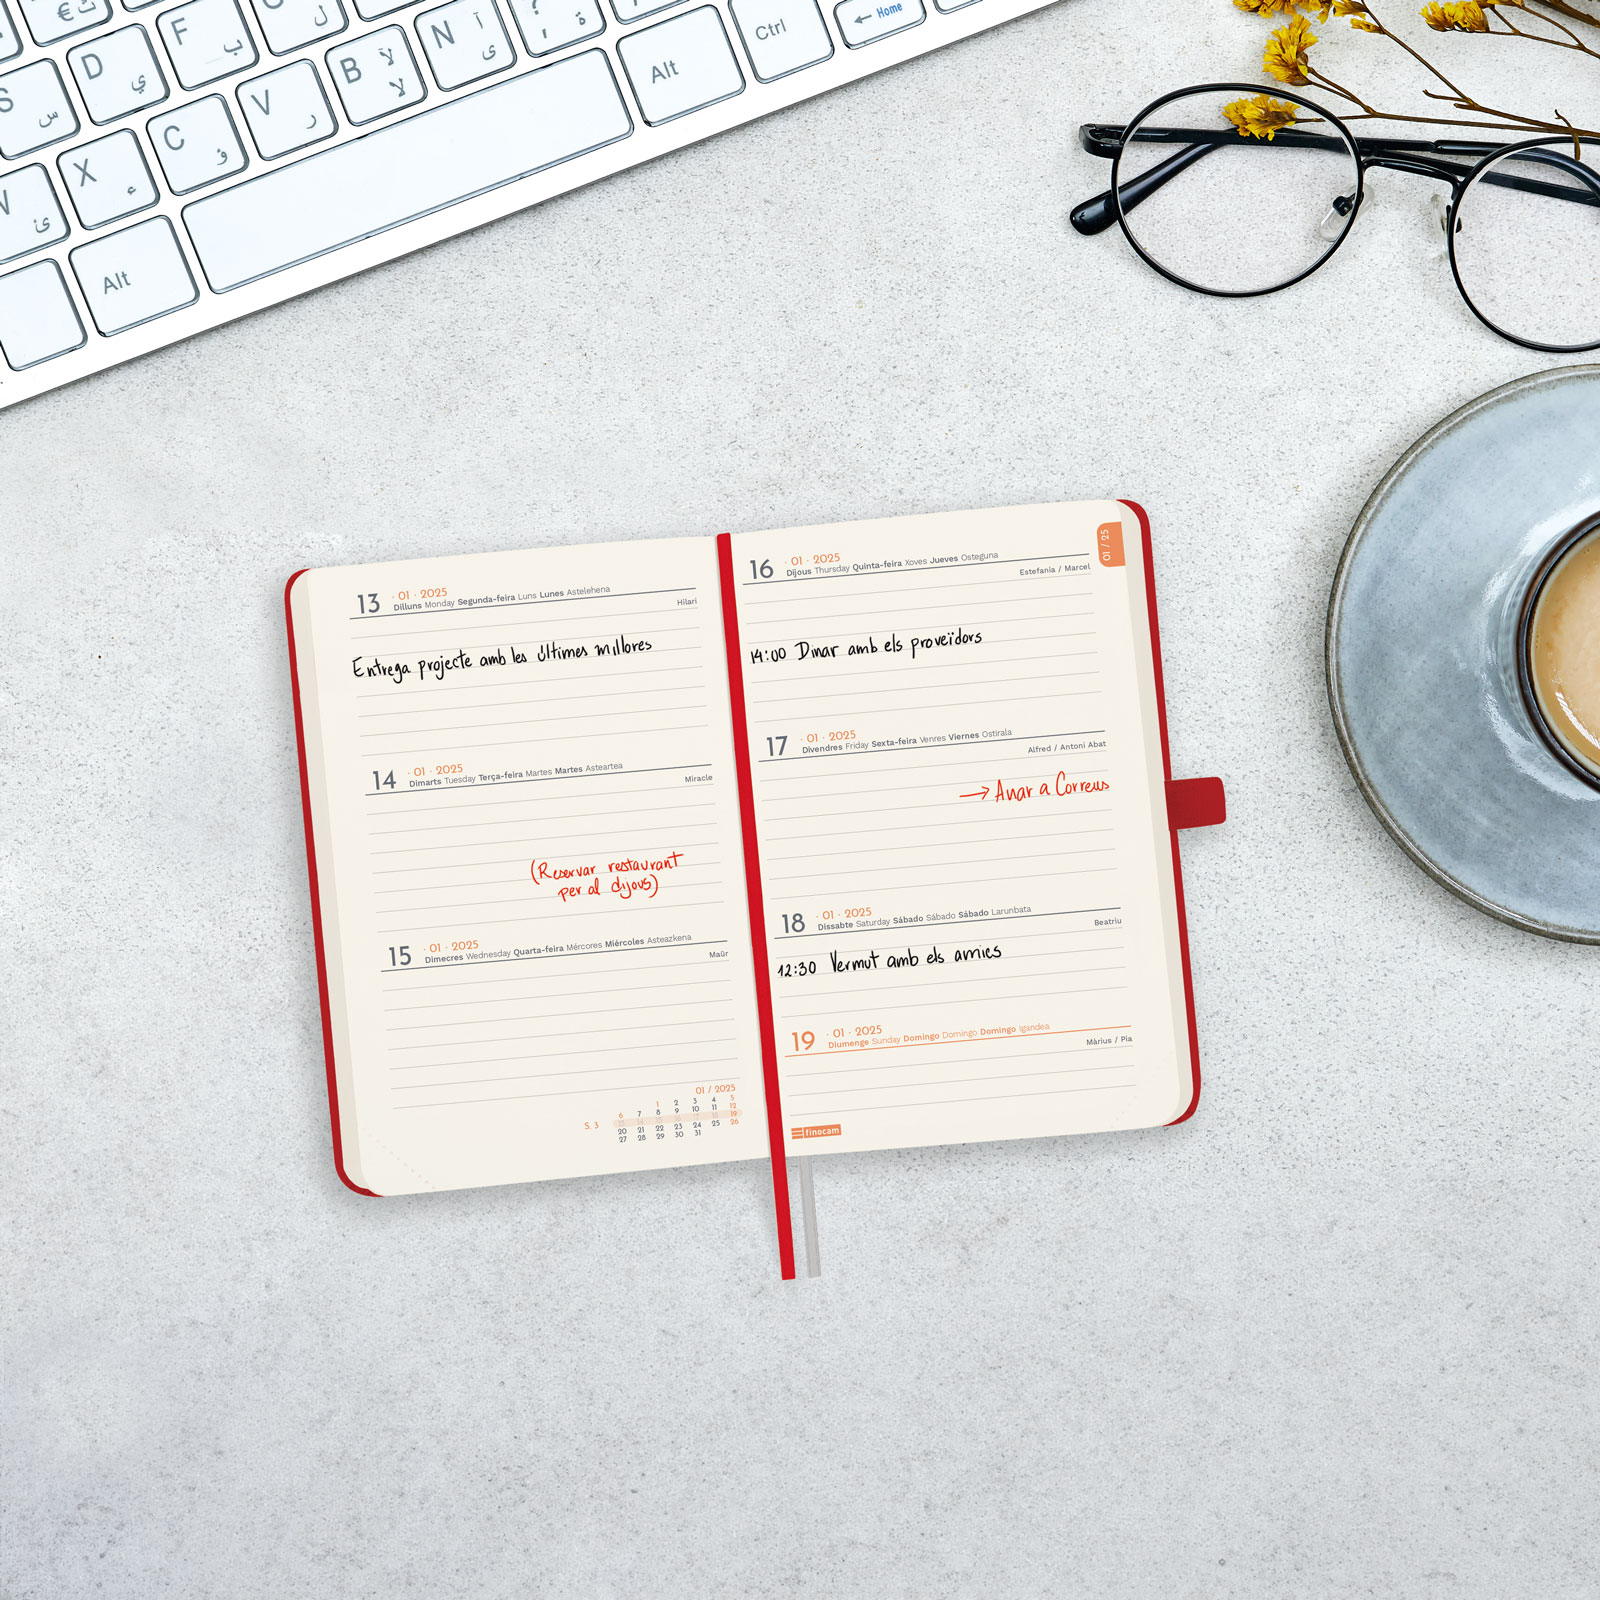 € ث
F ب
ل
D ي
S س
؟ ة
N آ ى
B لآ لا
V ر
C ؤ
X ء
ئ
Alt
Alt
Ctrl
← Home
13 · 01 · 2025
Dilluns Monday Segunda-feira Luns Lunes Astelehena
Hilari
Entrega projecte amb les últimes millores
14 · 01 · 2025
Dimarts Tuesday Terça-feira Martes Martes Asteartea
Miracle
(Reservar restaurant
per al dijous)
15 · 01 · 2025
Dimecres Wednesday Quarta-feira Mércores Miércoles Asteazkena
Maür
01 / 2025
1 2 3 4 5
6 7 8 9 10 11 12
S. 3 13 14 15 16 17 18 19
20 21 22 23 24 25 26
27 28 29 30 31
01 / 25
16 · 01 · 2025
Dijous Thursday Quinta-feira Xoves Jueves Osteguna
Estefania / Marcel
14:00 Dinar amb els proveïdors
17 · 01 · 2025
Divendres Friday Sexta-feira Venres Viernes Ostirala
Alfred / Antoni Abat
→ Anar a Correus
18 · 01 · 2025
Dissabte Saturday Sábado Sábado Sábado Larunbata
Beatriu
12:30 Vermut amb els amics
19 · 01 · 2025
Diumenge Sunday Domingo Domingo Domingo Igandea
Màrius / Pia
finocam